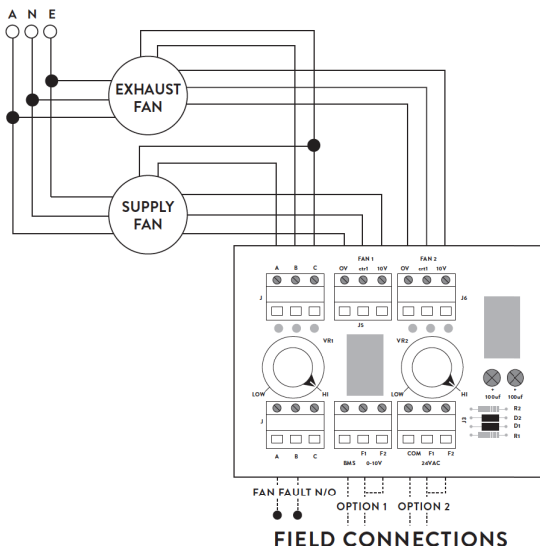 A N E
EXHAUST
FAN
SUPPLY
FAN
FAN 1 FAN 2
A B C 0V ctr1 10V 0V crt1 10V
J J6
J5
VR1 VR2
LOW HI LOW HI
+ +
100uf 100uf
J J3 R2
D2
D1
R1
F1 F2 COM F1 F2
A B C BMS 0-10V 24VAC
FAN FAULT N/O
OPTION 1 OPTION 2
FIELD CONNECTIONS